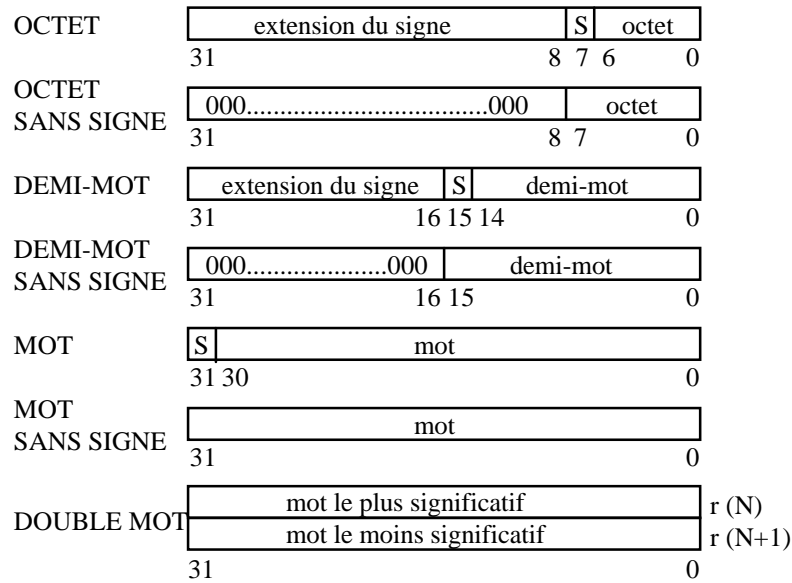 OCTET
extension du signe S octet
31 8 7 6 0
OCTET
SANS SIGNE
000..................................000 octet
31 8 7 0
DEMI-MOT
extension du signe S demi-mot
31 16 15 14 0
DEMI-MOT
SANS SIGNE
000....................000 demi-mot
31 16 15 0
MOT
S mot
31 30 0
MOT
SANS SIGNE
mot
31 0
DOUBLE MOT
mot le plus significatif r (N)
mot le moins significatif r (N+1)
31 0